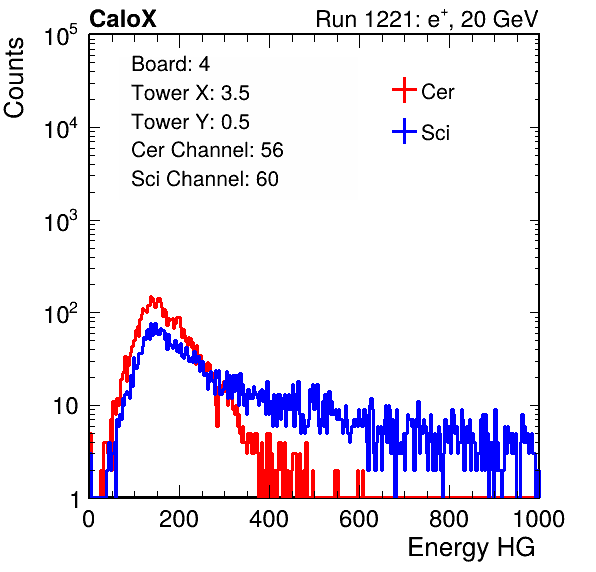 CaloX Run 1221: e⁺, 20 GeV
Counts
10⁵
10⁴
10³
10²
10
1
Board: 4
Tower X: 3.5
Tower Y: 0.5
Cer Channel: 56
Sci Channel: 60
Cer
Sci
0 200 400 600 800 1000
Energy HG